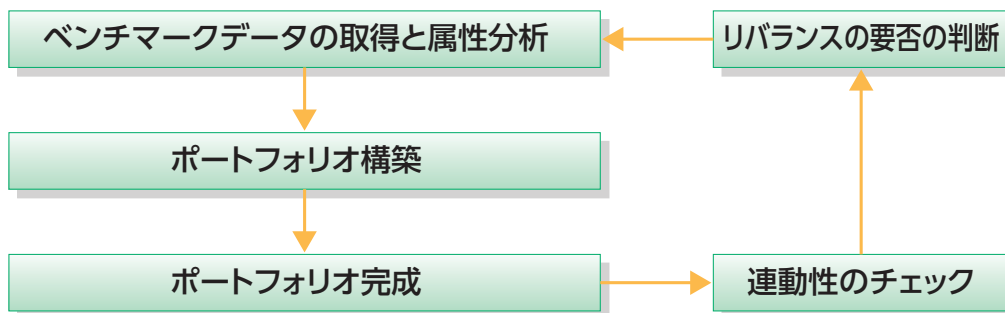 ベンチマークデータの取得と属性分析
リバランスの要否の判断
ポートフォリオ構築
ポートフォリオ完成
連動性のチェック